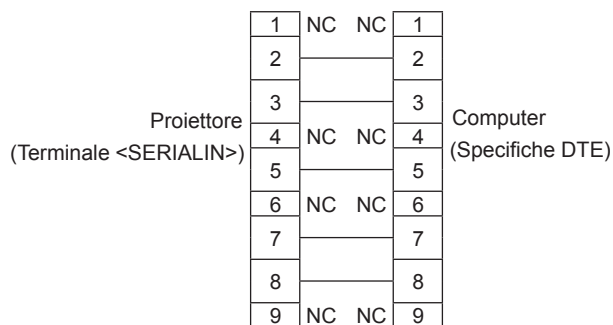 1 NC NC 1
2 2
3 3
Proiettore
(Terminale <SERIALIN>)
Computer
(Specifiche DTE)
4 NC NC 4
5 5
6 NC NC 6
7 7
8 8
9 NC NC 9